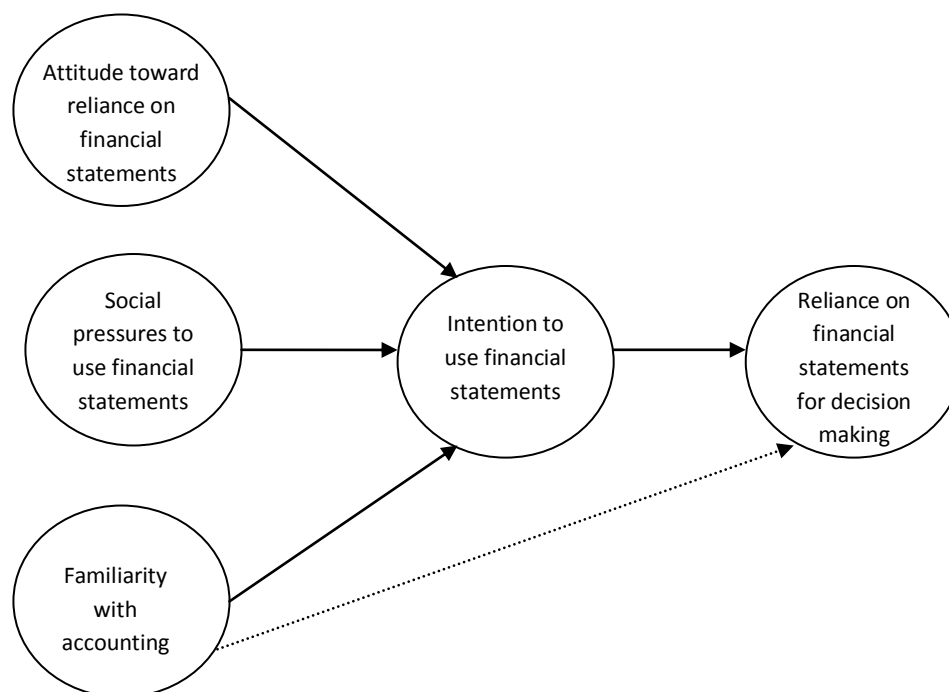 Attitude toward
reliance on
financial
statements
Social
pressures to
use financial
statements
Familiarity
with
accounting
Intention to
use financial
statements
Reliance on
financial
statements
for decision
making